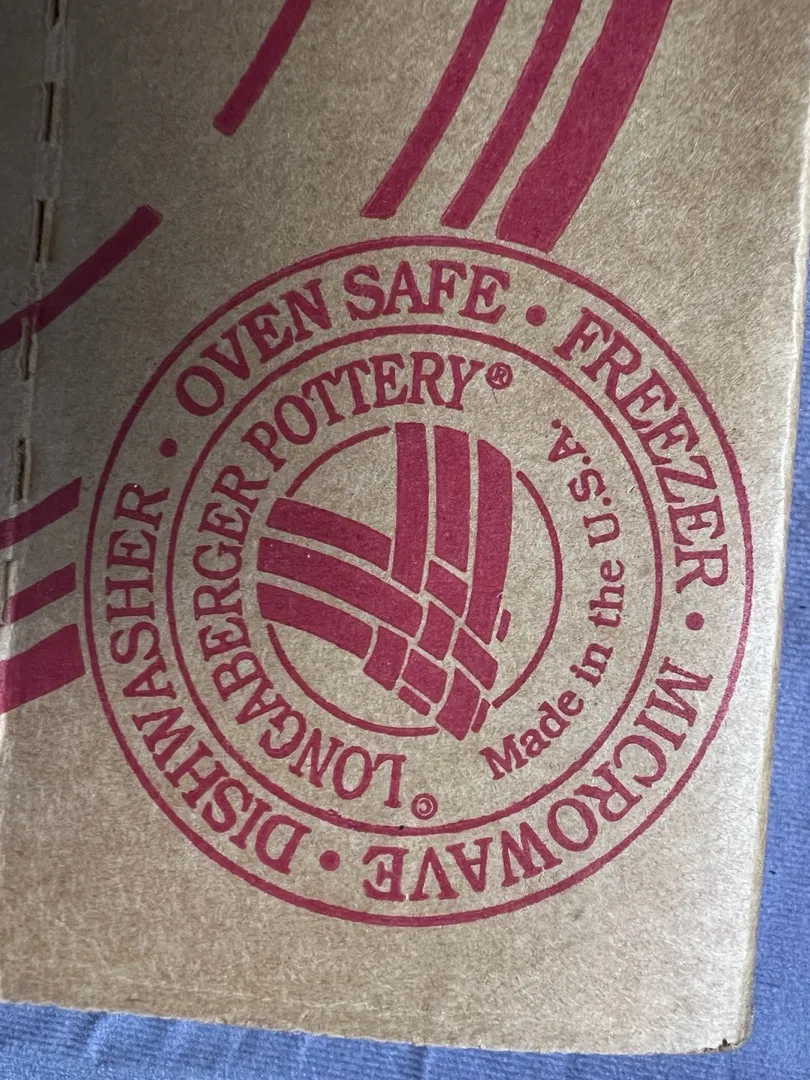 OVEN SAFE • FREEZER • MICROWAVE • DISHWASHER •
© LONGABERGER POTTERY®
Made in the U.S.A.